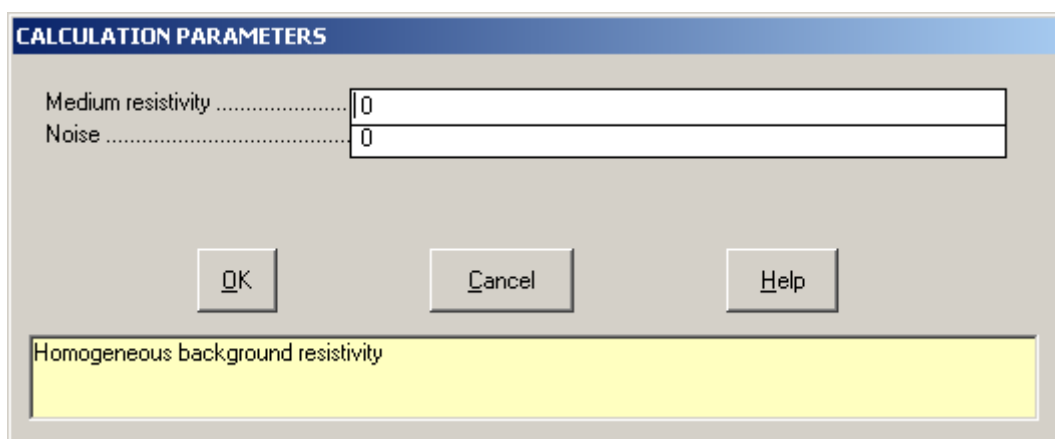 CALCULATION PARAMETERS
Medium resistivity ...................... 0
Noise ........................................ 0
OK Cancel Help
Homogeneous background resistivity